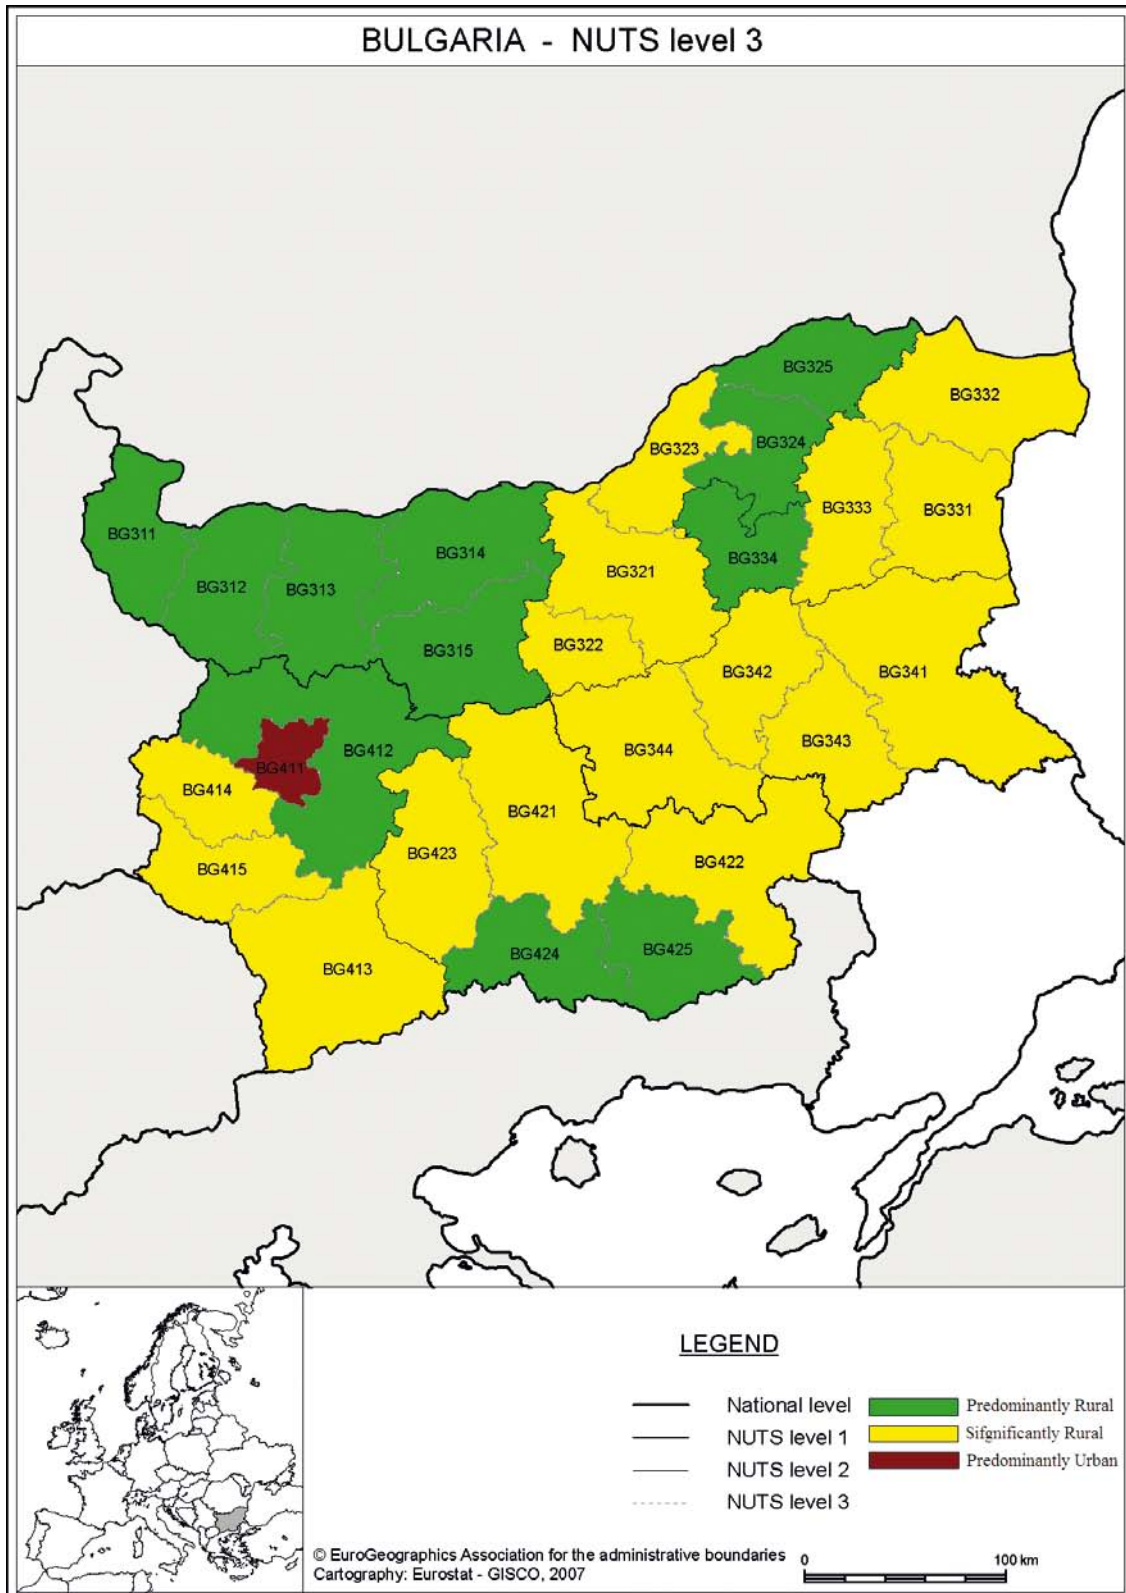 BULGARIA - NUTS level 3
BG325
BG332
BG324
BG323
BG333
BG331
BG311
BG314
BG334
BG321
BG312
BG313
BG322
BG315
BG342
BG341
BG344
BG343
BG412
BG411
BG414
BG421
BG423
BG422
BG415
BG424
BG425
BG413
LEGEND
National level
Predominantly Rural
NUTS level 1
Sifgnificantly Rural
NUTS level 2
Predominantly Urban
NUTS level 3
© EuroGeographics Association for the administrative boundaries
Cartography: Eurostat - GISCO, 2007
0 100 km